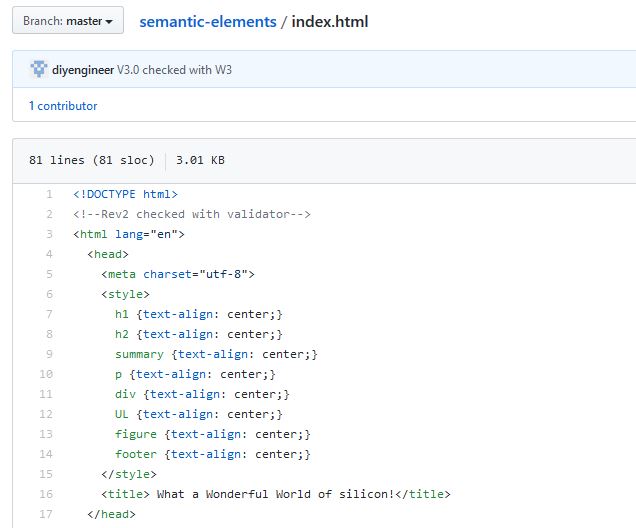 Branch: master
semantic-elements / index.html
diyengineer V3.0 checked with W3
1 contributor
81 lines (81 sloc) 3.01 KB
1 <!DOCTYPE html>
2 <!--Rev2 checked with validator-->
3 <html lang="en">
4 <head>
5 <meta charset="utf-8">
6 <style>
7 h1 {text-align: center;}
8 h2 {text-align: center;}
9 summary {text-align: center;}
10 p {text-align: center;}
11 div {text-align: center;}
12 UL {text-align: center;}
13 figure {text-align: center;}
14 footer {text-align: center;}
15 </style>
16 <title> What a Wonderful World of silicon!</title>
17 </head>